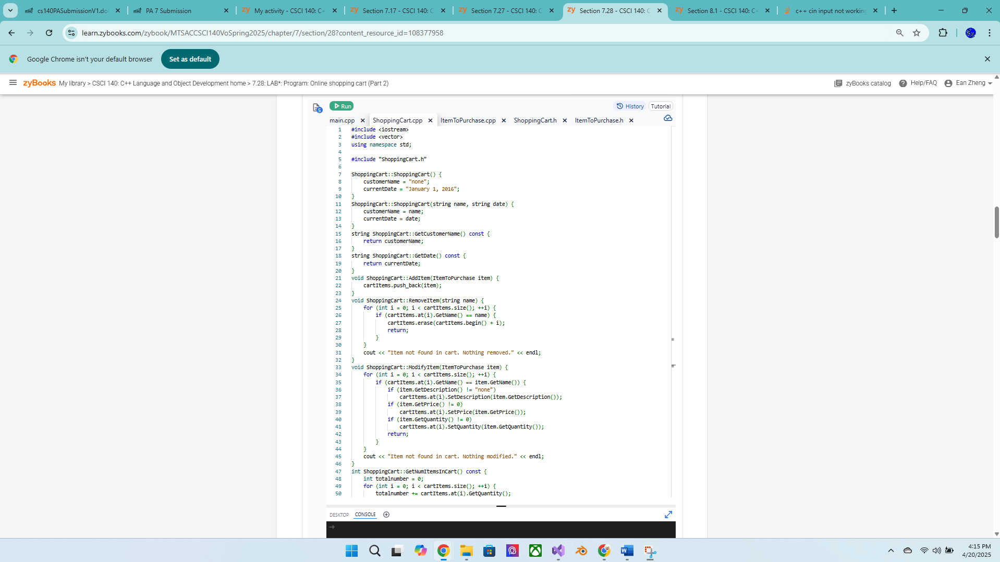 cs140PASubmissionV1.do
PA 7 Submission
My activity - CSCI 140: C+
Section 7.17 - CSCI 140: C
Section 7.27 - CSCI 140: C
Section 7.28 - CSCI 140: C
Section 8.1 - CSCI 140: C+
c++ cin input not working
learn.zybooks.com/zybook/MTSACCSCI140VoSpring2025/chapter/7/section/28?content_resource_id=108377958
Google Chrome isn't your default browser
Set as default
zyBooks My library > CSCI 140: C++ Language and Object Development home > 7.28: LAB*: Program: Online shopping cart (Part 2)
zyBooks catalog
Help/FAQ
Ean Zheng
5
Run
History
Tutorial
main.cpp
ShoppingCart.cpp
ItemToPurchase.cpp
ShoppingCart.h
ItemToPurchase.h
1 #include <iostream>
2 #include <vector>
3 using namespace std;
4
5 #include "ShoppingCart.h"
6
7 ShoppingCart::ShoppingCart() {
8 customerName = "none";
9 currentDate = "January 1, 2016";
10 }
11 ShoppingCart::ShoppingCart(string name, string date) {
12 customerName = name;
13 currentDate = date;
14 }
15 string ShoppingCart::GetCustomerName() const {
16 return customerName;
17 }
18 string ShoppingCart::GetDate() const {
19 return currentDate;
20 }
21 void ShoppingCart::AddItem(ItemToPurchase item) {
22 cartItems.push_back(item);
23 }
24 void ShoppingCart::RemoveItem(string name) {
25 for (int i = 0; i < cartItems.size(); ++i) {
26 if (cartItems.at(i).GetName() == name) {
27 cartItems.erase(cartItems.begin() + i);
28 return;
29 }
30 }
31 cout << "Item not found in cart. Nothing removed." << endl;
32 }
33 void ShoppingCart::ModifyItem(ItemToPurchase item) {
34 for (int i = 0; i < cartItems.size(); ++i) {
35 if (cartItems.at(i).GetName() == item.GetName()) {
36 if (item.GetDescription() != "none")
37 cartItems.at(i).SetDescription(item.GetDescription());
38 if (item.GetPrice() != 0)
39 cartItems.at(i).SetPrice(item.GetPrice());
40 if (item.GetQuantity() != 0)
41 cartItems.at(i).SetQuantity(item.GetQuantity());
42 return;
43 }
44 }
45 cout << "Item not found in cart. Nothing modified." << endl;
46 }
47 int ShoppingCart::GetNumItemsInCart() const {
48 int totalnumber = 0;
49 for (int i = 0; i < cartItems.size(); ++i) {
50 totalnumber += cartItems.at(i).GetQuantity();
DESKTOP
CONSOLE
4:15 PM
4/20/2025